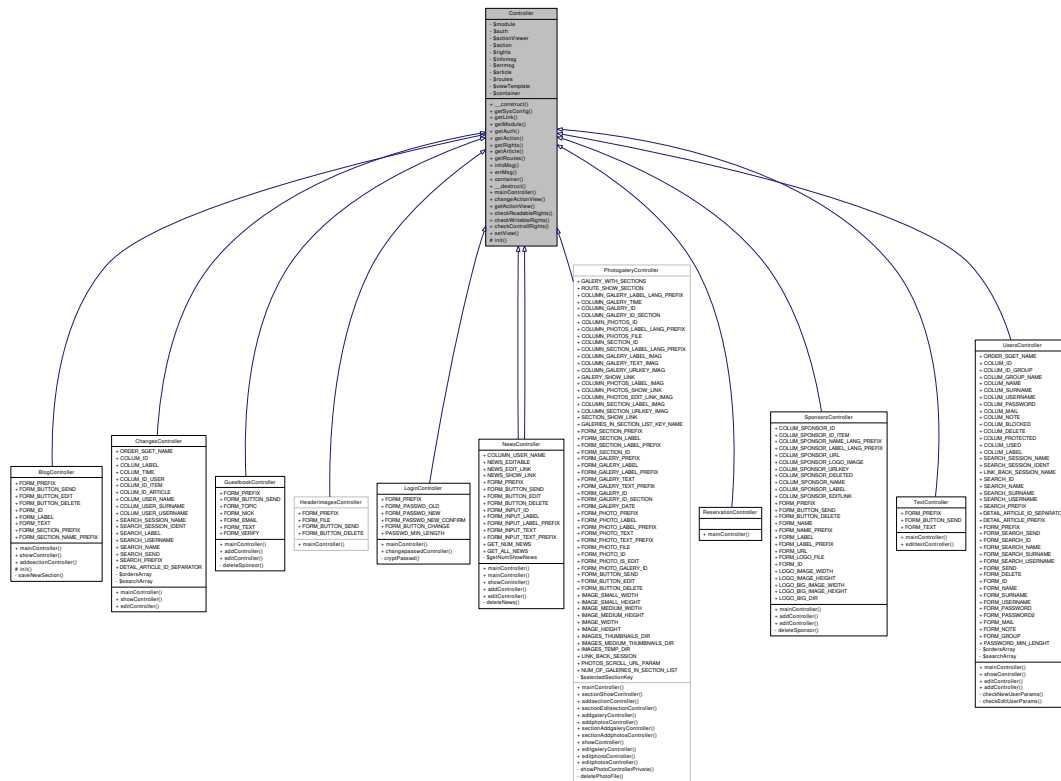 Controller
- $module
- $auth
- $actionViewer
- $action
- $rights
- $infomsg
- $errmsg
- $article
- $routes
- $viewTemplate
- $container
+ __construct()
+ getSysConfig()
+ getLink()
+ getModule()
+ getAuth()
+ getAction()
+ getRights()
+ getArticle()
+ getRoutes()
+ infoMsg()
+ errMsg()
+ container()
+ __destruct()
+ mainController()
+ changeActionView()
+ getActionView()
+ checkReadableRights()
+ checkWritebleRights()
+ checkControllRights()
+ setView()
# init()
BlogController
+ FORM_PREFIX
+ FORM_BUTTON_SEND
+ FORM_BUTTON_EDIT
+ FORM_BUTTON_DELETE
+ FORM_ID
+ FORM_LABEL
+ FORM_TEXT
+ FORM_SECTION_PREFIX
+ FORM_SECTION_NAME_PREFIX
+ mainController()
+ showController()
+ addsectionController()
# init()
- saveNewSection()
ChangesController
+ ORDER_SGET_NAME
+ COLUM_ID
+ COLUM_LABEL
+ COLUM_TIME
+ COLUM_ID_USER
+ COLUM_ID_ITEM
+ COLUM_ID_ARTICLE
+ COLUM_USER_NAME
+ COLUM_USER_SURNAME
+ COLUM_USER_USERNAME
+ SEARCH_SESSION_NAME
+ SEARCH_SESSION_IDENT
+ SEARCH_LABEL
+ SEARCH_USERNAME
+ SEARCH_NAME
+ SEARCH_SEND
+ SEARCH_PREFIX
+ DETAIL_ARTICLE_ID_SEPARATOR
- $ordersArray
- $searchArray
+ mainController()
+ showController()
+ editController()
GuestbookController
+ FORM_PREFIX
+ FORM_BUTTON_SEND
+ FORM_TOPIC
+ FORM_NICK
+ FORM_EMAIL
+ FORM_TEXT
+ FORM_VERIFY
+ mainController()
+ addController()
+ editController()
- deleteSponsor()
HeaderimagesController
+ FORM_PREFIX
+ FORM_FILE
+ FORM_BUTTON_SEND
+ FORM_BUTTON_DELETE
+ mainController()
LoginController
+ FORM_PREFIX
+ FORM_PASSWD_OLD
+ FORM_PASSWD_NEW
+ FORM_PASSWD_NEW_CONFIRM
+ FORM_BUTTON_CHANGE
+ PASSWD_MIN_LENGTH
+ mainController()
+ changepasswdController()
- cryptPasswd()
NewsController
+ COLUMN_USER_NAME
+ NEWS_EDITABLE
+ NEWS_EDIT_LINK
+ NEWS_SHOW_LINK
+ FORM_PREFIX
+ FORM_BUTTON_SEND
+ FORM_BUTTON_EDIT
+ FORM_BUTTON_DELETE
+ FORM_INPUT_ID
+ FORM_INPUT_LABEL
+ FORM_INPUT_LABEL_PREFIX
+ FORM_INPUT_TEXT
+ FORM_INPUT_TEXT_PREFIX
+ GET_NUM_NEWS
+ GET_ALL_NEWS
- $getNumShowNews
+ mainController()
+ mainController()
+ showController()
+ addController()
+ editController()
- deleteNews()
PhotogaleryController
+ GALERY_WITH_SECTIONS
+ ROUTE_SHOW_SECTION
+ COLUMN_GALERY_LABEL_LANG_PREFIX
+ COLUMN_GALERY_TIME
+ COLUMN_GALERY_ID
+ COLUMN_GALERY_ID_SECTION
+ COLUMN_PHOTOS_ID
+ COLUMN_PHOTOS_LABEL_LANG_PREFIX
+ COLUMN_PHOTOS_FILE
+ COLUMN_SECTION_ID
+ COLUMN_SECTION_LABEL_LANG_PREFIX
+ COLUMN_GALERY_LABEL_IMAG
+ COLUMN_GALERY_TEXT_IMAG
+ COLUMN_GALERY_URLKEY_IMAG
+ GALERY_SHOW_LINK
+ COLUMN_PHOTOS_LABEL_IMAG
+ COLUMN_PHOTOS_SHOW_LINK
+ COLUMN_PHOTOS_EDIT_LINK_IMAG
+ COLUMN_SECTION_LABEL_IMAG
+ COLUMN_SECTION_URLKEY_IMAG
+ SECTION_SHOW_LINK
+ GALERIES_IN_SECTION_LIST_KEY_NAME
+ FORM_SECTION_PREFIX
+ FORM_SECTION_LABEL
+ FORM_SECTION_LABEL_PREFIX
+ FORM_SECTION_ID
+ FORM_GALERY_PREFIX
+ FORM_GALERY_LABEL
+ FORM_GALERY_LABEL_PREFIX
+ FORM_GALERY_TEXT
+ FORM_GALERY_TEXT_PREFIX
+ FORM_GALERY_ID
+ FORM_GALERY_ID_SECTION
+ FORM_GALERY_DATE
+ FORM_PHOTO_PREFIX
+ FORM_PHOTO_LABEL
+ FORM_PHOTO_LABEL_PREFIX
+ FORM_PHOTO_TEXT
+ FORM_PHOTO_TEXT_PREFIX
+ FORM_PHOTO_FILE
+ FORM_PHOTO_ID
+ FORM_PHOTO_IS_EDIT
+ FORM_PHOTO_GALERY_ID
+ FORM_BUTTON_SEND
+ FORM_BUTTON_EDIT
+ FORM_BUTTON_DELETE
+ IMAGE_SMALL_WIDTH
+ IMAGE_SMALL_HEIGHT
+ IMAGE_MEDIUM_WIDTH
+ IMAGE_MEDIUM_HEIGHT
+ IMAGE_WIDTH
+ IMAGE_HEIGHT
+ IMAGES_THUMBNAILS_DIR
+ IMAGES_MEDIUM_THUMBNAILS_DIR
+ IMAGES_TEMP_DIR
+ LINK_BACK_SESSION
+ PHOTOS_SCROLL_URL_PARAM
+ NUM_OF_GALERIES_IN_SECTION_LIST
- $selectedSectionKey
+ mainController()
+ sectionShowController()
+ addsectionController()
+ sectionEditsectionController()
+ addgaleryController()
+ addphotosController()
+ sectionAddgaleryController()
+ sectionAddphotosController()
+ showController()
+ editgaleryController()
+ editphotoController()
+ editphotosController()
- showPhotoControllerPrivate()
- deletePhotoFile()
ReservationController
+ mainController()
SponsorsController
+ COLUM_SPONSOR_ID
+ COLUM_SPONSOR_ID_ITEM
+ COLUM_SPONSOR_NAME_LANG_PREFIX
+ COLUM_SPONSOR_LABEL_LANG_PREFIX
+ COLUM_SPONSOR_URL
+ COLUM_SPONSOR_LOGO_IMAGE
+ COLUM_SPONSOR_URLKEY
+ COLUM_SPONSOR_DELETED
+ COLUM_SPONSOR_NAME
+ COLUM_SPONSOR_LABEL
+ COLUM_SPONSOR_EDITLINK
+ FORM_PREFIX
+ FORM_BUTTON_SEND
+ FORM_BUTTON_DELETE
+ FORM_NAME
+ FORM_NAME_PREFIX
+ FORM_LABEL
+ FORM_LABEL_PREFIX
+ FORM_URL
+ FORM_LOGO_FILE
+ FORM_ID
+ LOGO_IMAGE_WIDTH
+ LOGO_IMAGE_HEIGHT
+ LOGO_BIG_IMAGE_WIDTH
+ LOGO_BIG_IMAGE_HEIGHT
+ LOGO_BIG_DIR
+ mainController()
+ addController()
+ editController()
- deleteSponsor()
TextController
+ FORM_PREFIX
+ FORM_BUTTON_SEND
+ FORM_TEXT
+ mainController()
+ edittextController()
UsersController
+ ORDER_SGET_NAME
+ COLUM_ID
+ COLUM_ID_GROUP
+ COLUM_GROUP_NAME
+ COLUM_NAME
+ COLUM_SURNAME
+ COLUM_USERNAME
+ COLUM_PASSWORD
+ COLUM_MAIL
+ COLUM_NOTE
+ COLUM_BLOCKED
+ COLUM_DELETE
+ COLUM_PROTECTED
+ COLUM_USED
+ COLUM_LABEL
+ SEARCH_SESSION_NAME
+ SEARCH_SESSION_IDENT
+ LINK_BACK_SESSION_NAME
+ SEARCH_ID
+ SEARCH_NAME
+ SEARCH_SURNAME
+ SEARCH_USERNAME
+ SEARCH_PREFIX
+ DETAIL_ARTICLE_ID_SEPARATOR
+ DETAIL_ARTICLE_PREFIX
+ FORM_PREFIX
+ FORM_SEARCH_SEND
+ FORM_SEARCH_ID
+ FORM_SEARCH_NAME
+ FORM_SEARCH_SURNAME
+ FORM_SEARCH_USERNAME
+ FORM_SEND
+ FORM_DELETE
+ FORM_ID
+ FORM_NAME
+ FORM_SURNAME
+ FORM_USERNAME
+ FORM_PASSWORD
+ FORM_PASSWORD2
+ FORM_MAIL
+ FORM_NOTE
+ FORM_GROUP
+ PASSWORD_MIN_LENGHT
- $ordersArray
- $searchArray
+ mainController()
+ showController()
+ editController()
+ addController()
- checkNewUserParams()
- checkEditUserParams()